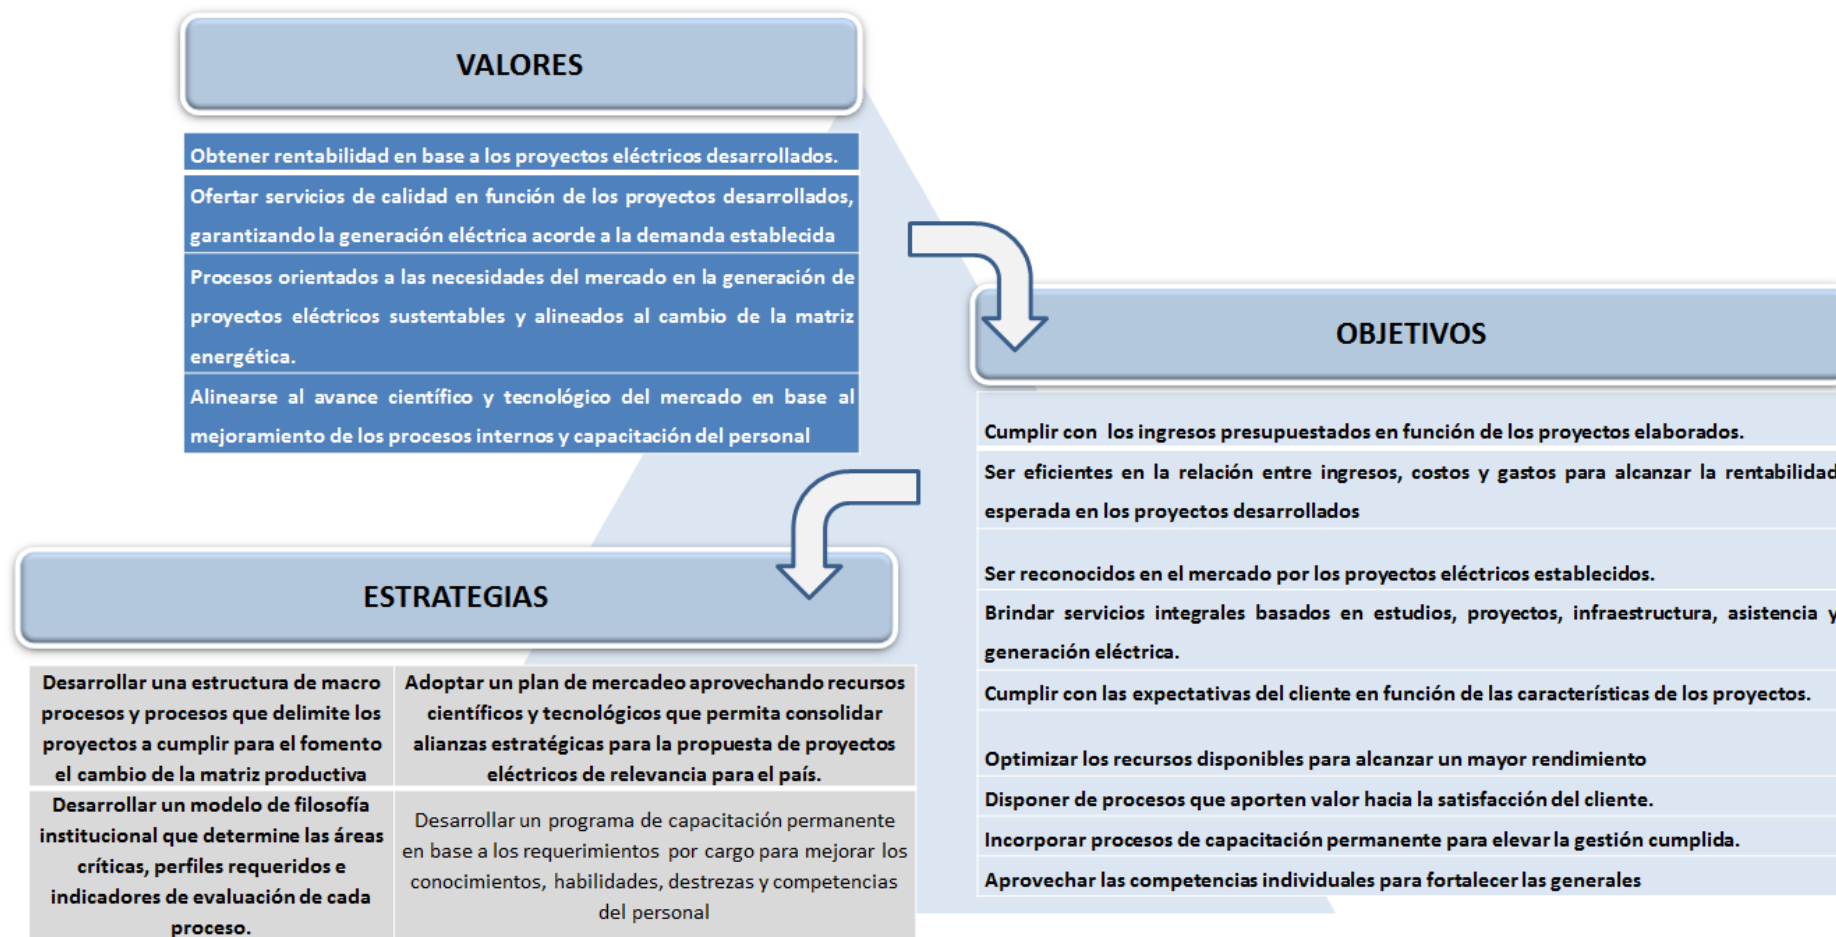 VALORES
Obtener rentabilidad en base a los proyectos eléctricos desarrollados.
Ofertar servicios de calidad en función de los proyectos desarrollados,
garantizando la generación eléctrica acorde a la demanda establecida
Procesos orientados a las necesidades del mercado en la generación de
proyectos eléctricos sustentables y alineados al cambio de la matriz
energética.
Alinearse al avance científico y tecnológico del mercado en base al
mejoramiento de los procesos internos y capacitación del personal
OBJETIVOS
Cumplir con los ingresos presupuestados en función de los proyectos elaborados.
Ser eficientes en la relación entre ingresos, costos y gastos para alcanzar la rentabilidad
esperada en los proyectos desarrollados
Ser reconocidos en el mercado por los proyectos eléctricos establecidos.
Brindar servicios integrales basados en estudios, proyectos, infraestructura, asistencia y
generación eléctrica.
Cumplir con las expectativas del cliente en función de las características de los proyectos.
Optimizar los recursos disponibles para alcanzar un mayor rendimiento
Disponer de procesos que aporten valor hacia la satisfacción del cliente.
Incorporar procesos de capacitación permanente para elevar la gestión cumplida.
Aprovechar las competencias individuales para fortalecer las generales
ESTRATEGIAS
Desarrollar una estructura de macro
procesos y procesos que delimite los
proyectos a cumplir para el fomento
el cambio de la matriz productiva
Adoptar un plan de mercadeo aprovechando recursos
científicos y tecnológicos que permita consolidar
alianzas estratégicas para la propuesta de proyectos
eléctricos de relevancia para el país.
Desarrollar un modelo de filosofía
institucional que determine las áreas
críticas, perfiles requeridos e
indicadores de evaluación de cada
proceso.
Desarrollar un programa de capacitación permanente
en base a los requerimientos por cargo para mejorar los
conocimientos, habilidades, destrezas y competencias
del personal